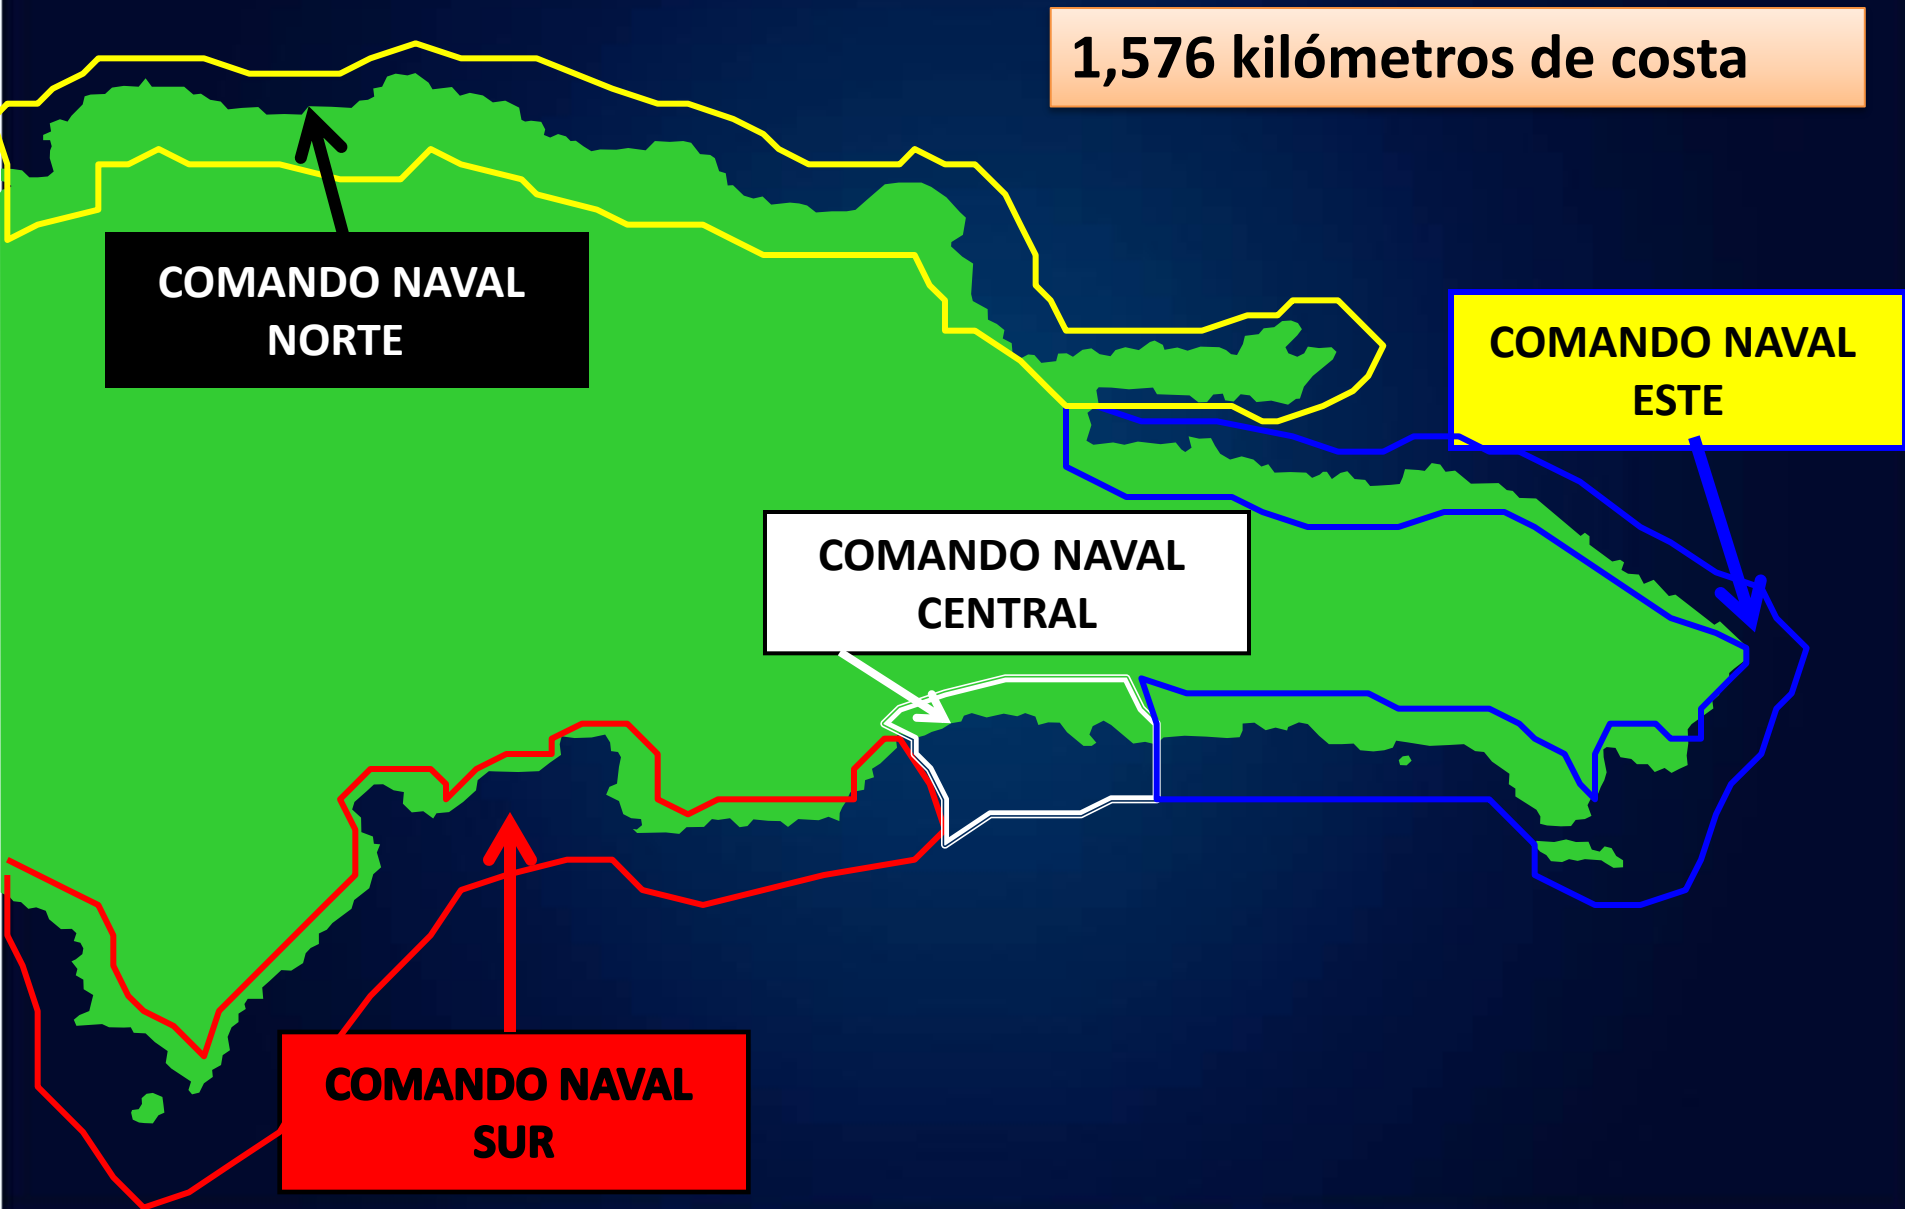 1,576 kilómetros de costa
COMANDO NAVAL
NORTE
COMANDO NAVAL
ESTE
COMANDO NAVAL
CENTRAL
COMANDO NAVAL
SUR